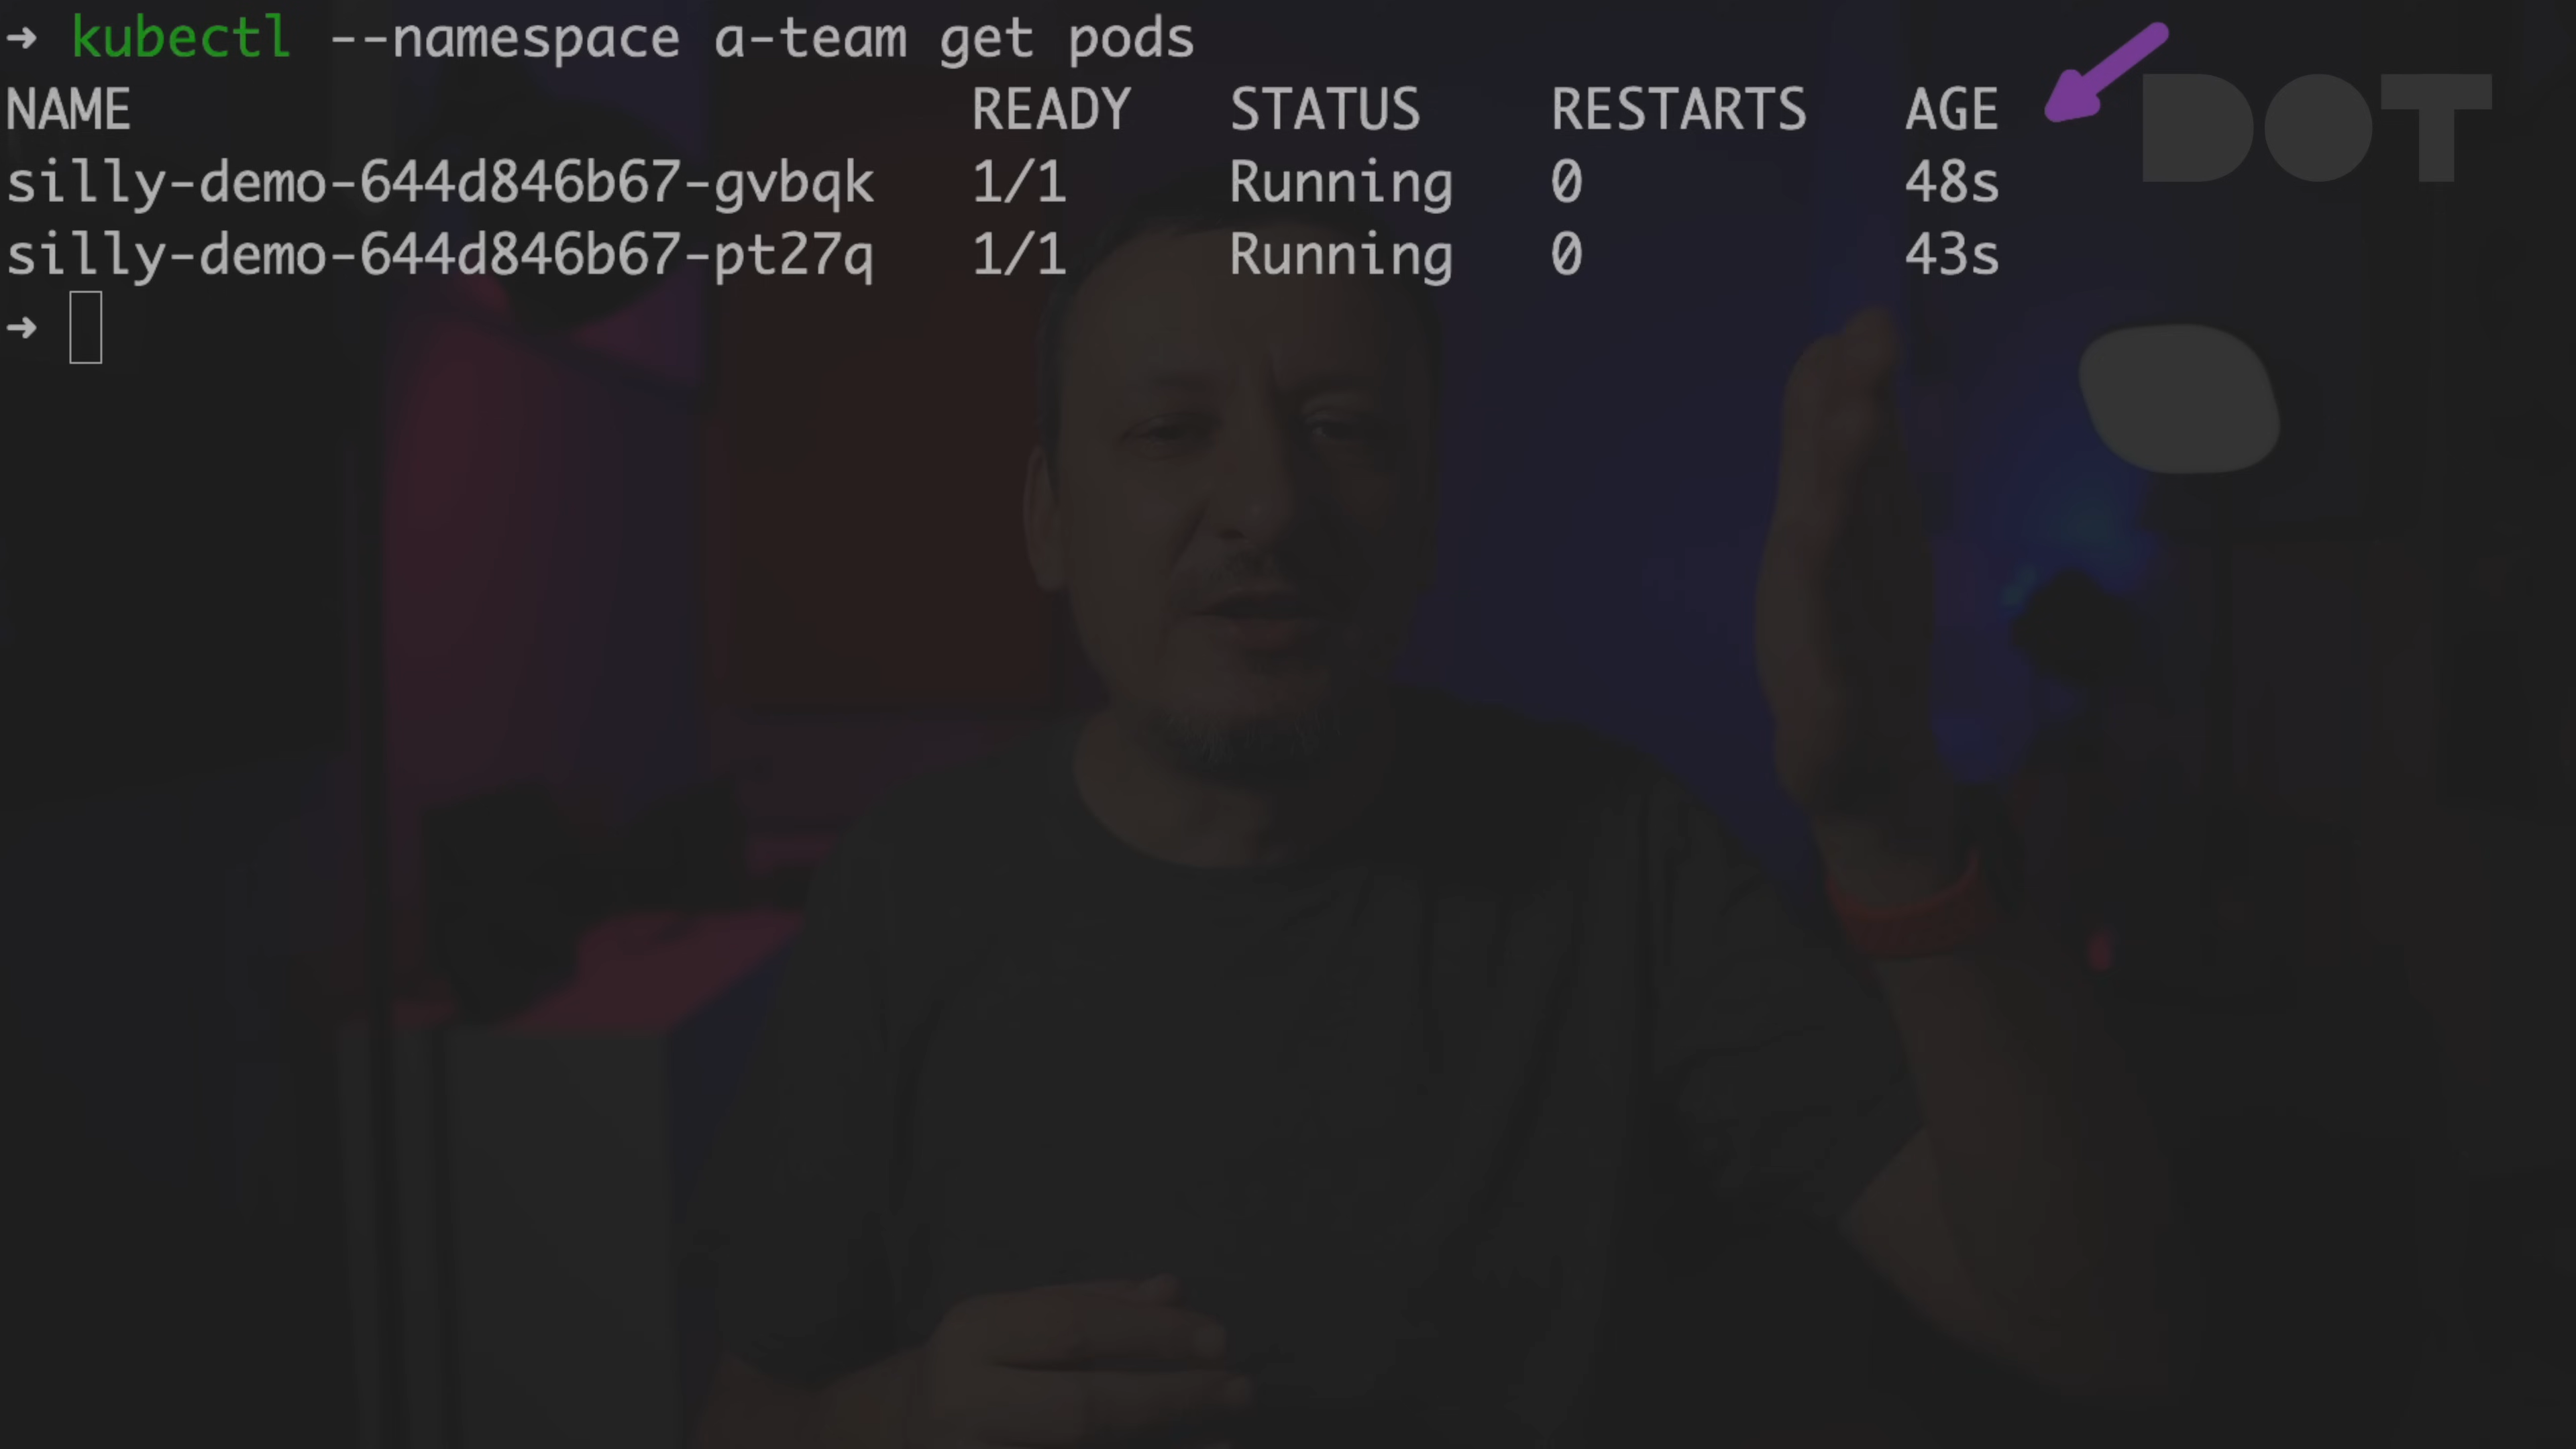 ➜ kubectl --namespace a-team get pods
NAME READY STATUS RESTARTS AGE
silly-demo-644d846b67-gvbqk 1/1 Running 0 48s
silly-demo-644d846b67-pt27q 1/1 Running 0 43s
➜
DOT